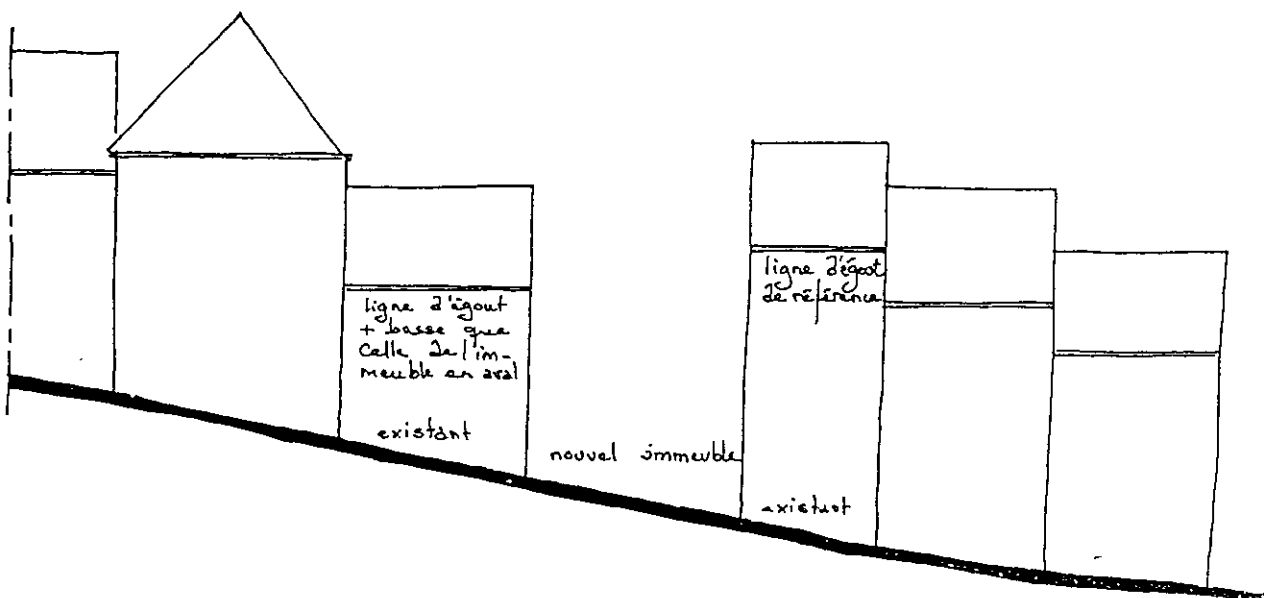 ligne d'égout
+ basse que
celle de l'im-
meuble en aval
existant
nouvel immeuble
ligne d'égout
de référence
existant